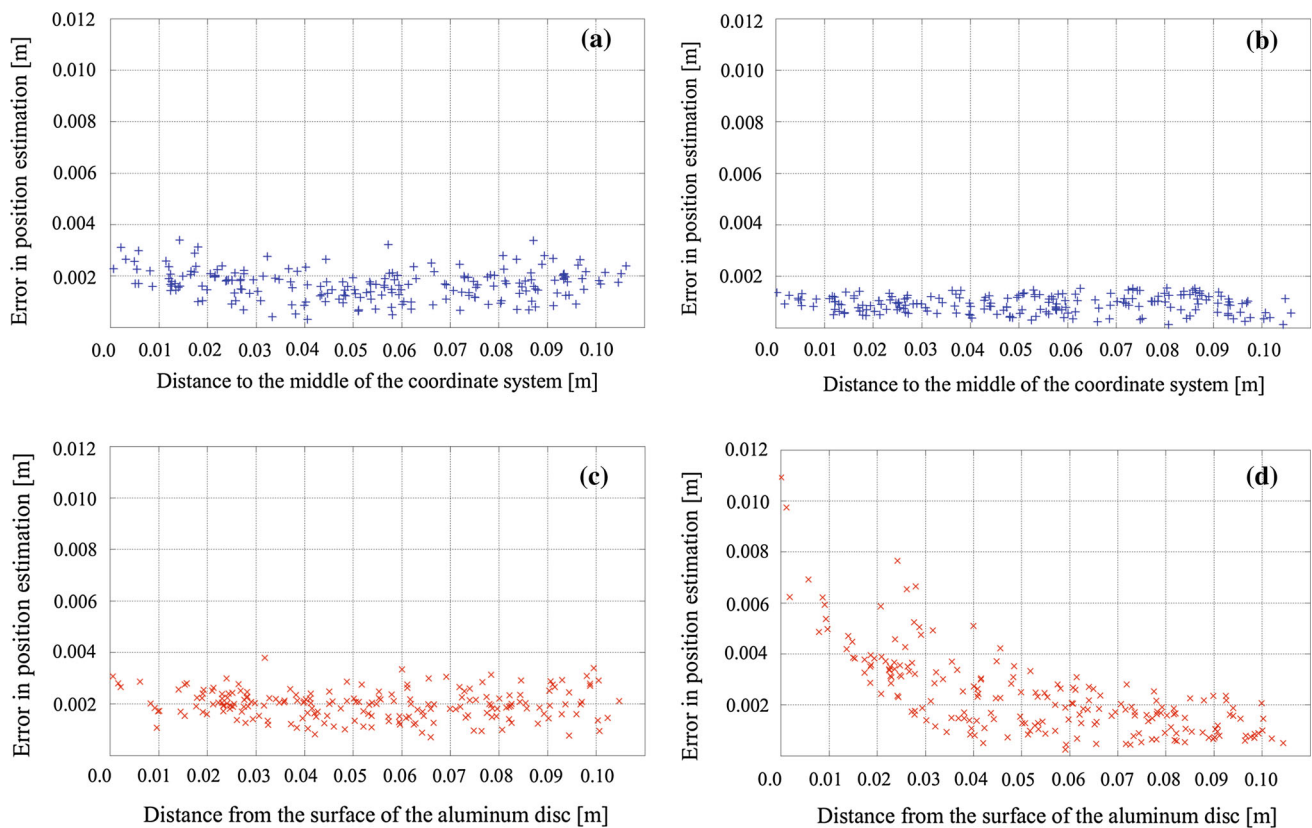 (a)
Error in position estimation [m]
0.012
0.010
0.008
0.006
0.004
0.002
0.0 0.01 0.02 0.03 0.04 0.05 0.06 0.07 0.08 0.09 0.10
Distance to the middle of the coordinate system [m]
(b)
Error in position estimation [m]
0.012
0.010
0.008
0.006
0.004
0.002
0.0 0.01 0.02 0.03 0.04 0.05 0.06 0.07 0.08 0.09 0.10
Distance to the middle of the coordinate system [m]
(c)
Error in position estimation [m]
0.012
0.010
0.008
0.006
0.004
0.002
0.0 0.01 0.02 0.03 0.04 0.05 0.06 0.07 0.08 0.09 0.10
Distance from the surface of the aluminum disc [m]
(d)
Error in position estimation [m]
0.012
0.010
0.008
0.006
0.004
0.002
0.0 0.01 0.02 0.03 0.04 0.05 0.06 0.07 0.08 0.09 0.10
Distance from the surface of the aluminum disc [m]